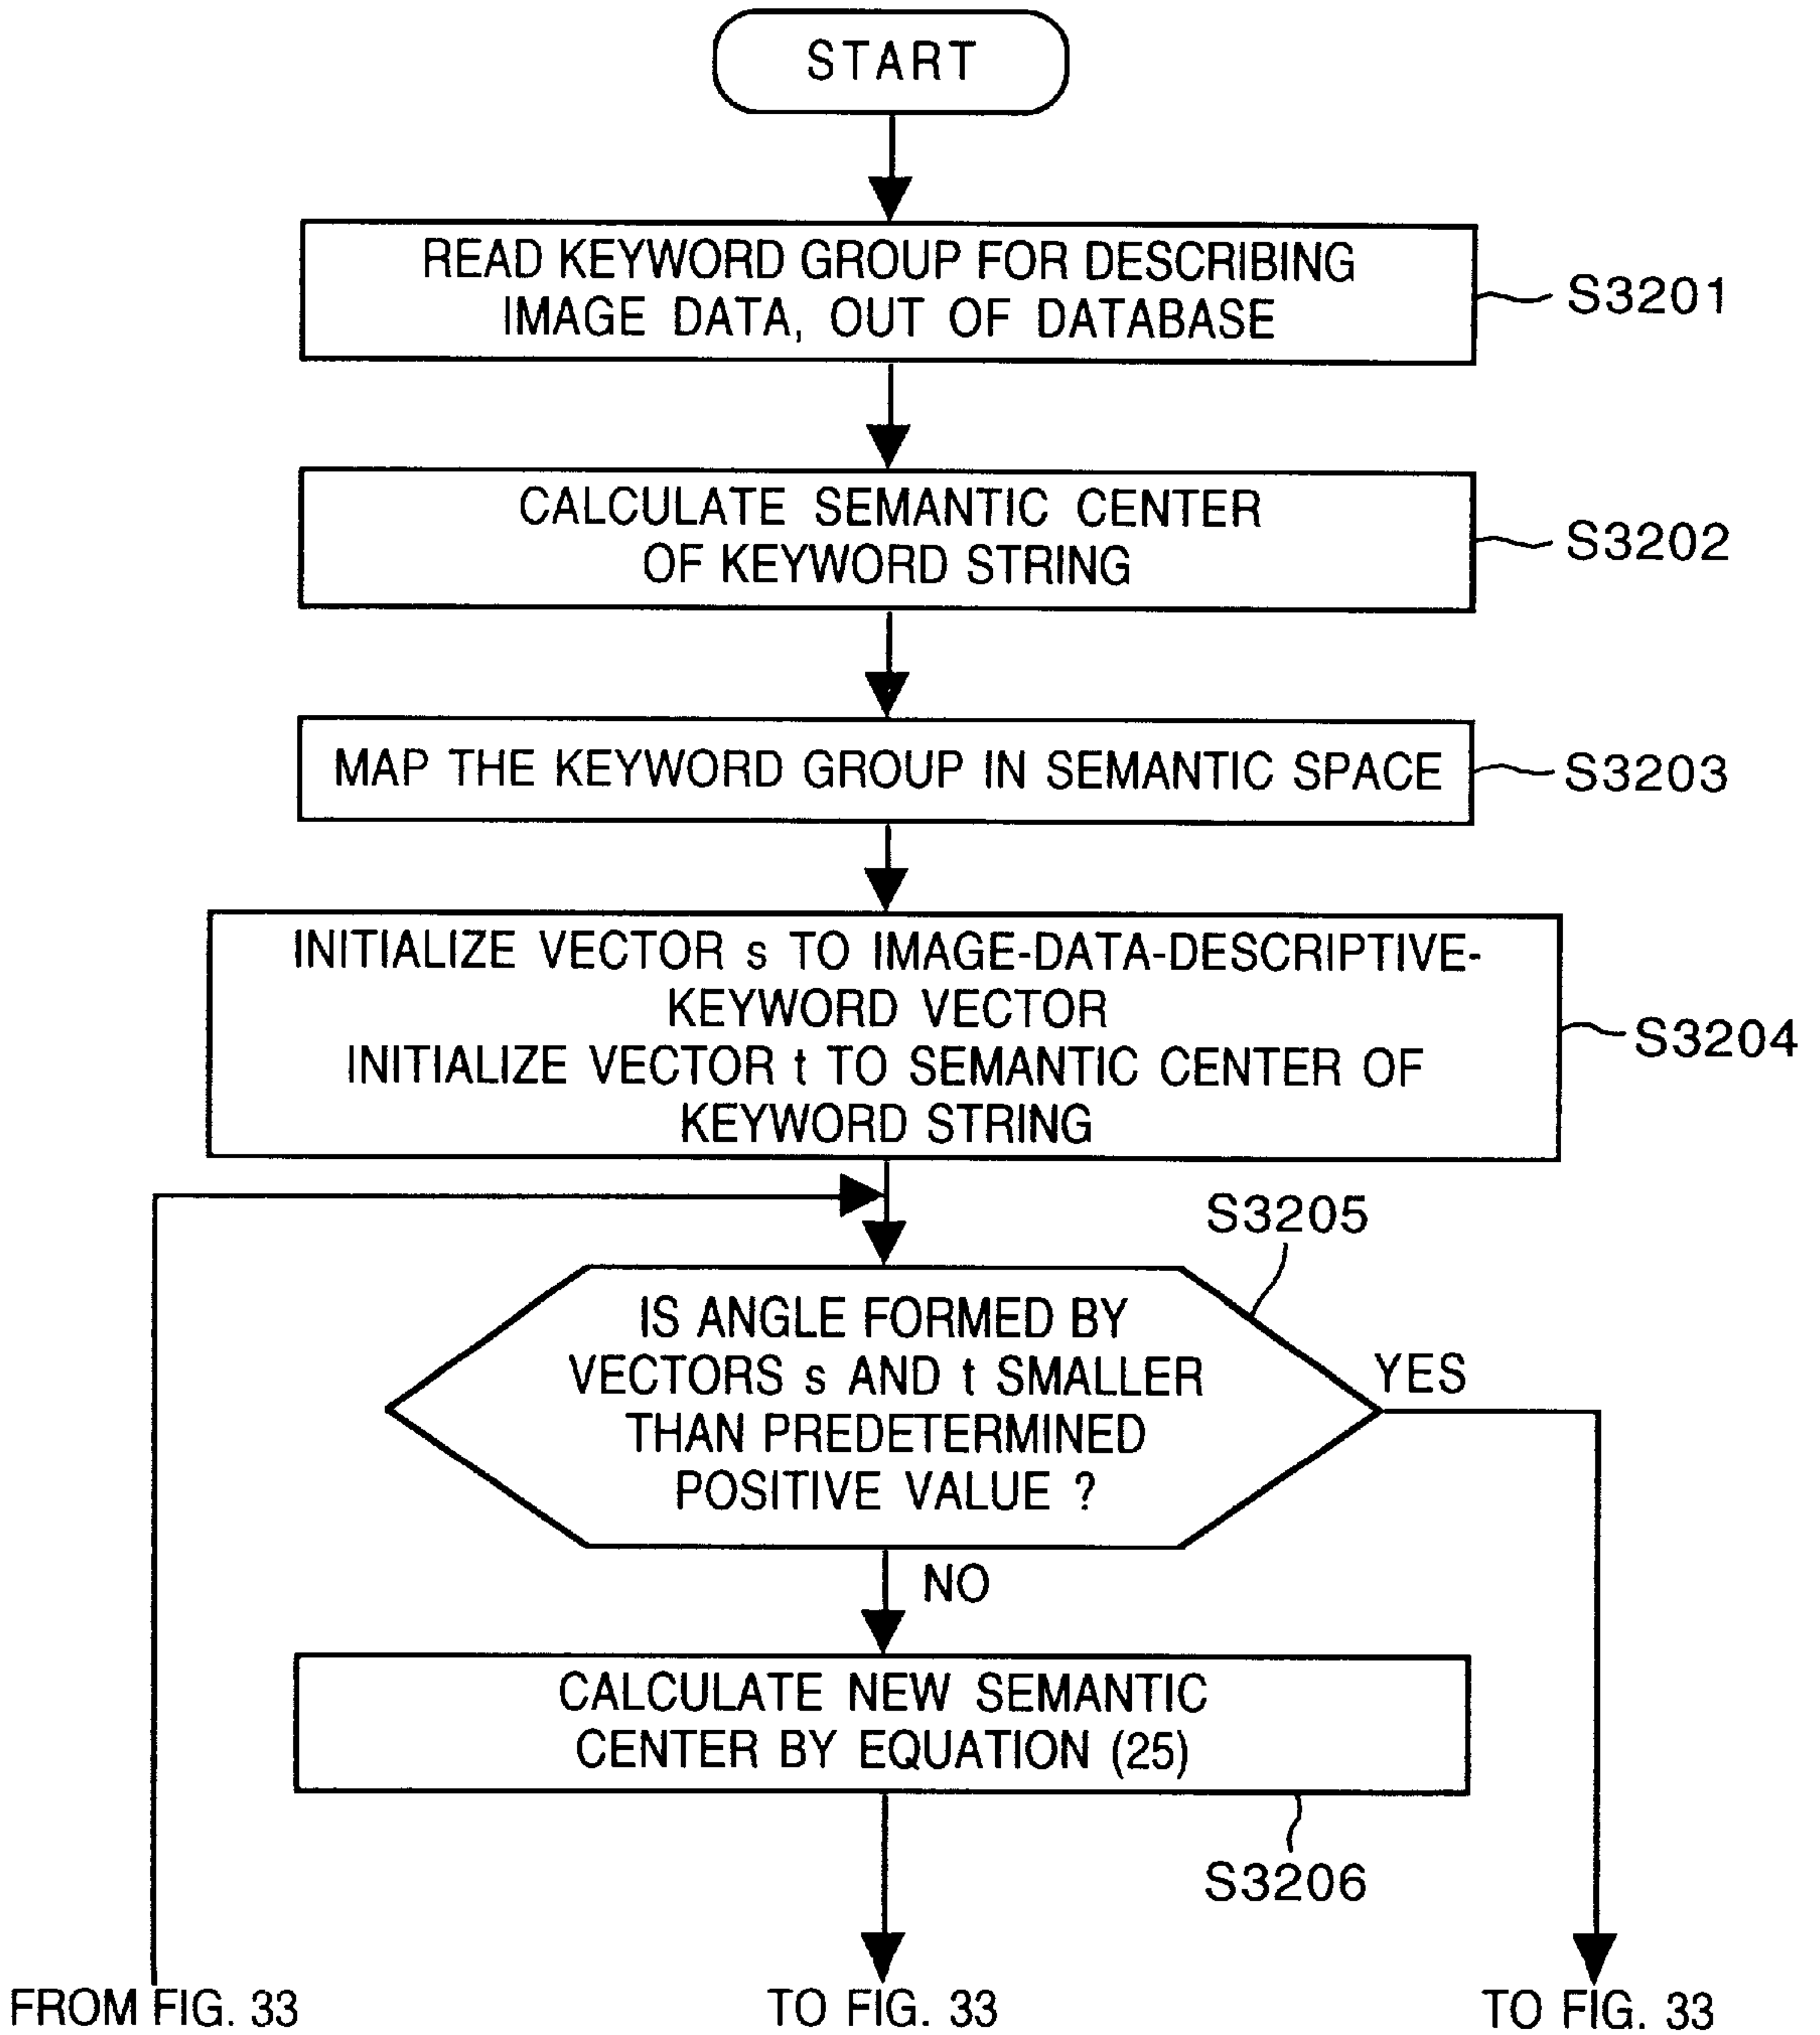 START
READ KEYWORD GROUP FOR DESCRIBING
IMAGE DATA, OUT OF DATABASE
S3201
CALCULATE SEMANTIC CENTER
OF KEYWORD STRING
S3202
MAP THE KEYWORD GROUP IN SEMANTIC SPACE
S3203
INITIALIZE VECTOR s TO IMAGE-DATA-DESCRIPTIVE-
KEYWORD VECTOR
INITIALIZE VECTOR t TO SEMANTIC CENTER OF
KEYWORD STRING
S3204
S3205
IS ANGLE FORMED BY
VECTORS s AND t SMALLER
THAN PREDETERMINED
POSITIVE VALUE ?
YES
NO
CALCULATE NEW SEMANTIC
CENTER BY EQUATION (25)
S3206
FROM FIG. 33
TO FIG. 33
TO FIG. 33